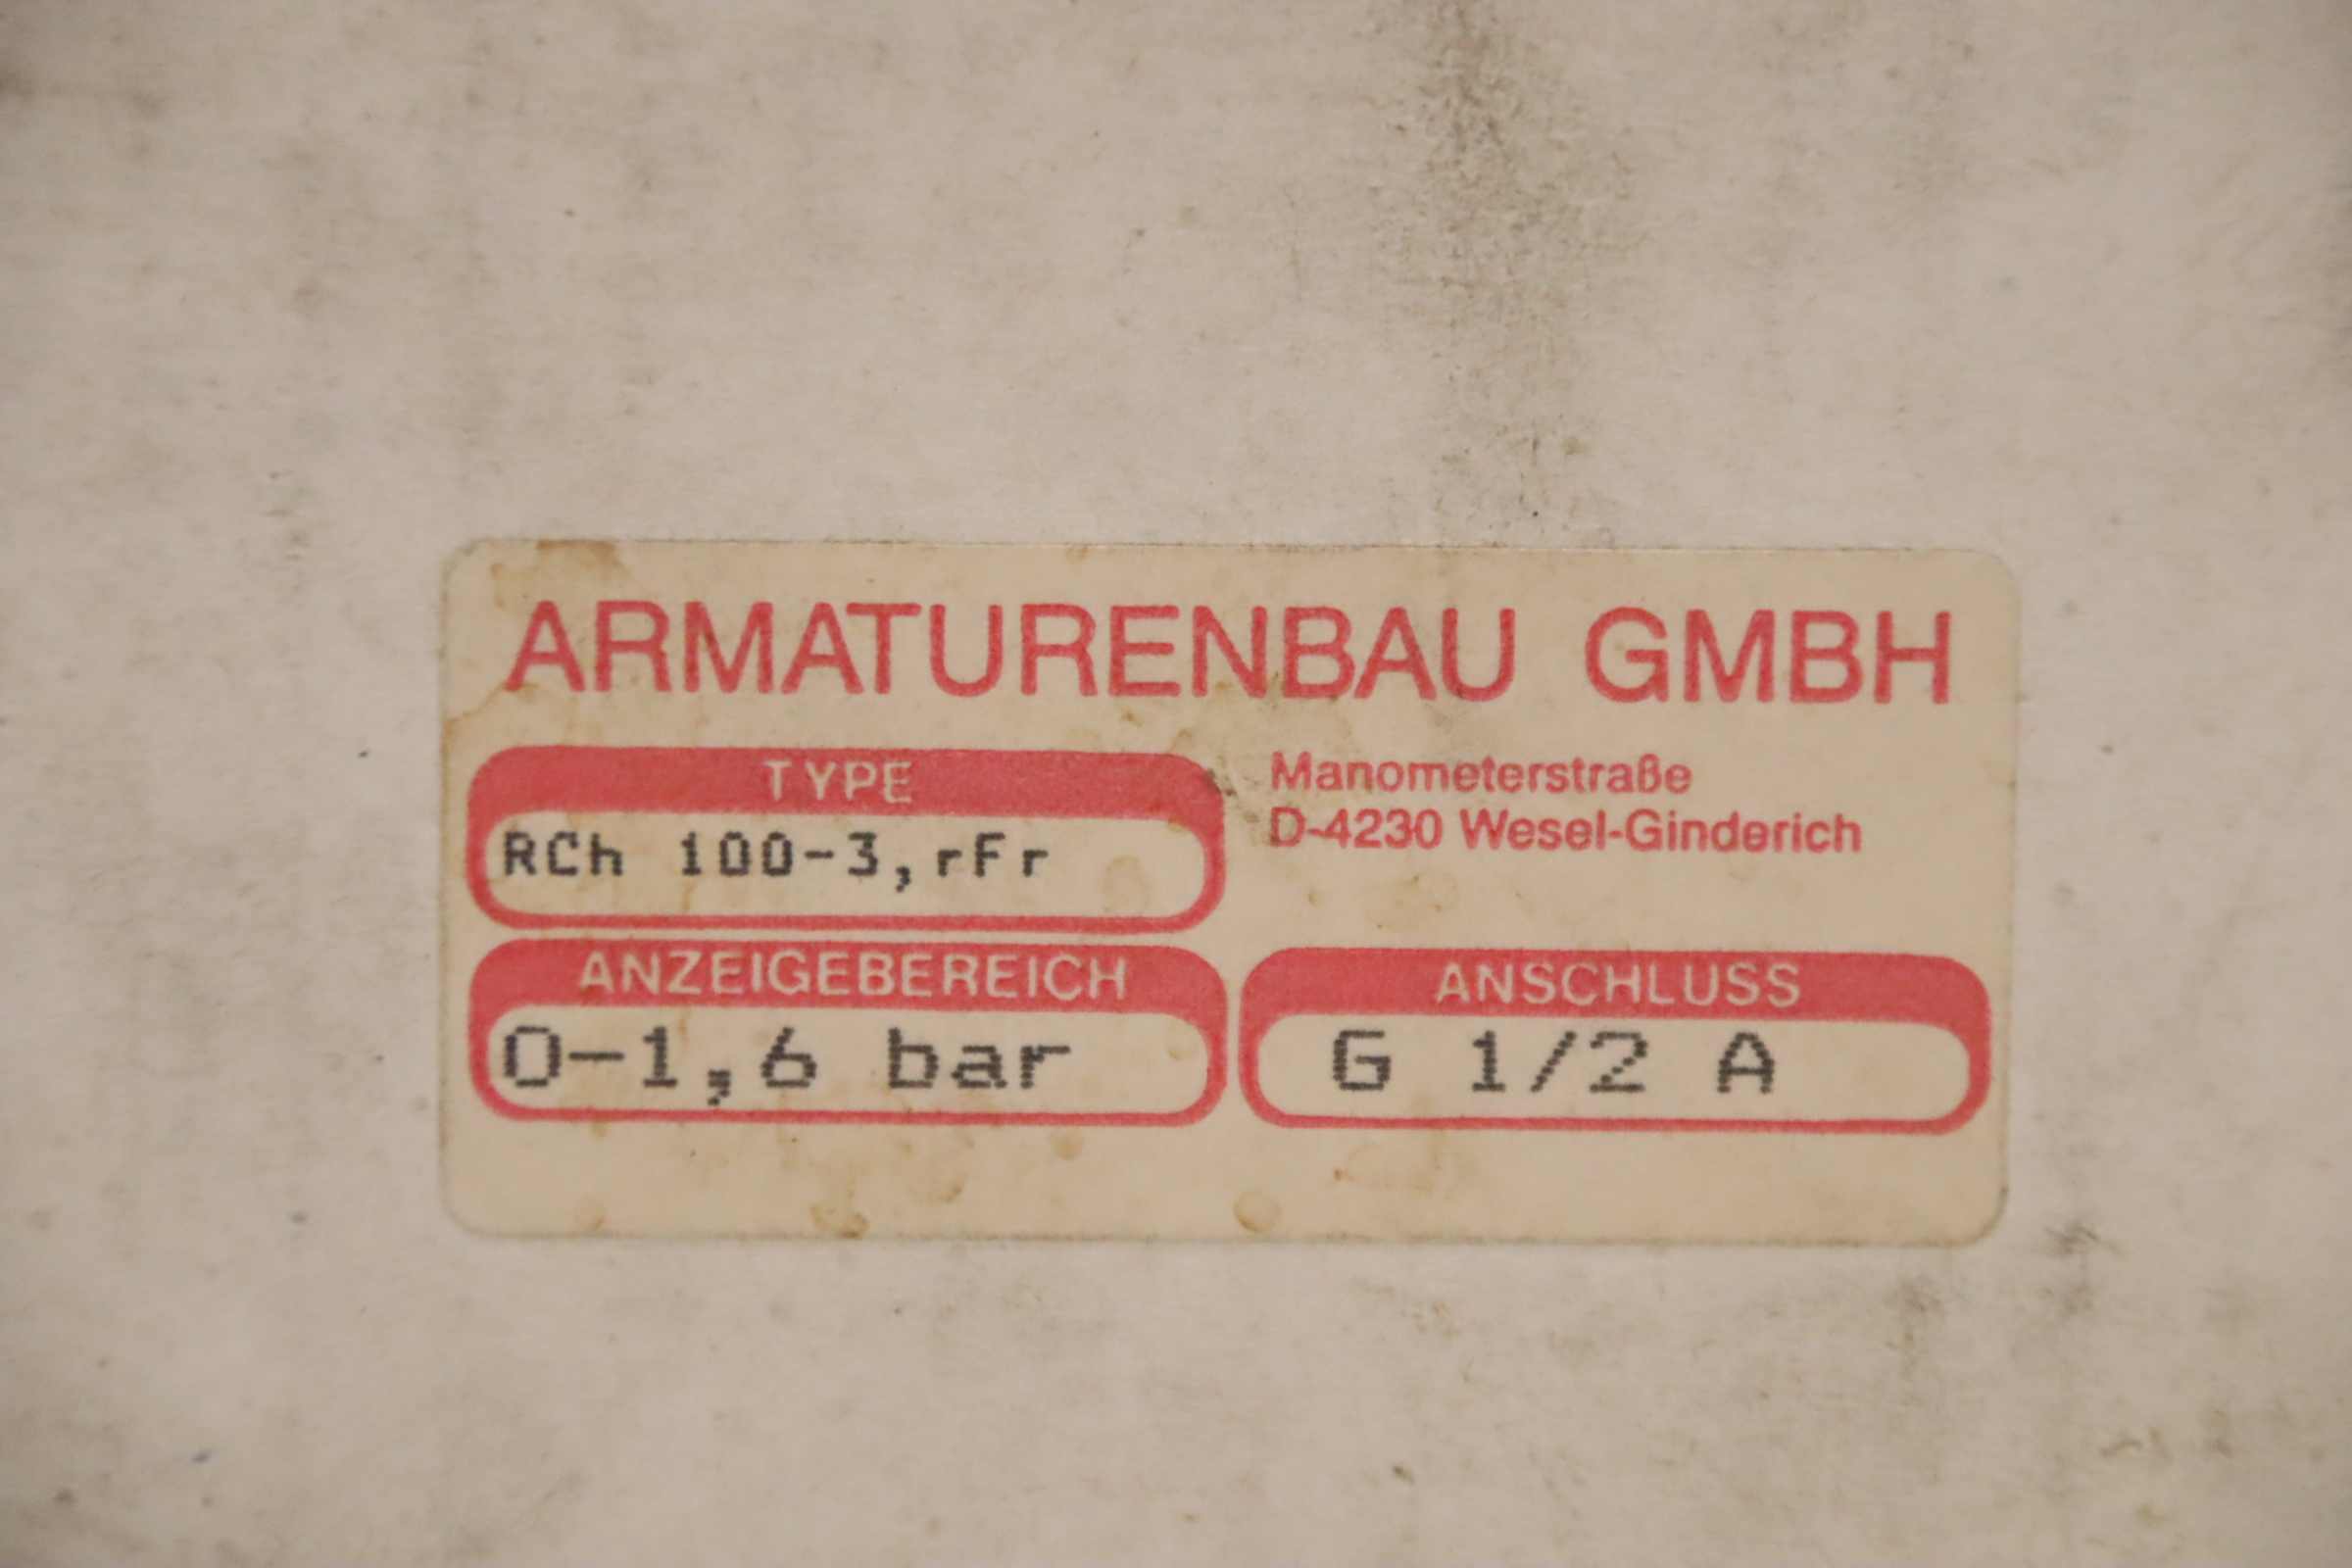 ARMATURENBAU GMBH
TYPE
RCh 100-3,rFr
Manometerstraße
D-4230 Wesel-Ginderich
ANZEIGEBEREICH
0-1,6 bar
ANSCHLUSS
G 1/2 A